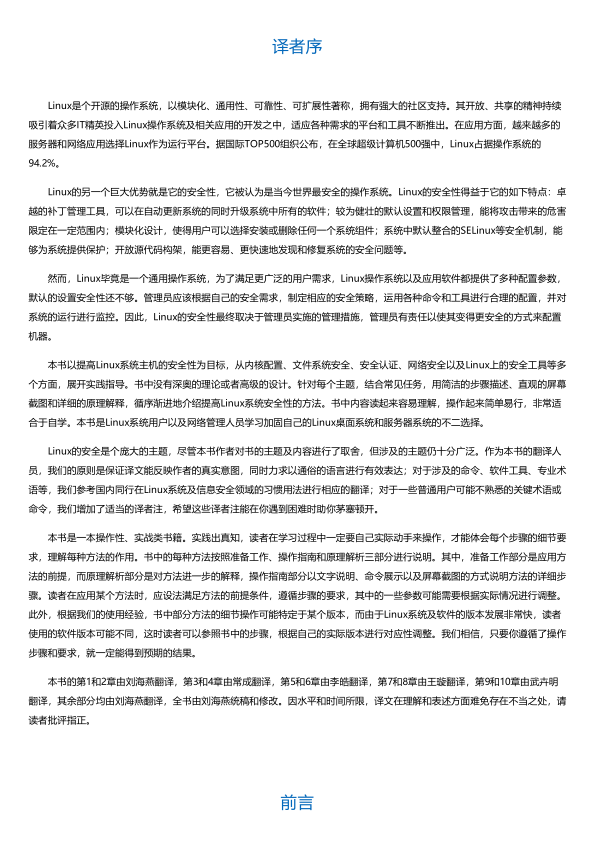 译者序
Linux是个开源的操作系统，以模块化、通用性、可靠性、可扩展性著称，拥有强大的社区支持。其开放、共享的精神持续
吸引着众多IT精英投入Linux操作系统及相关应用的开发之中，适应各种需求的平台和工具不断推出。在应用方面，越来越多的
服务器和网络应用选择Linux作为运行平台。据国际TOP500组织公布，在全球超级计算机500强中，Linux占据操作系统的
94.2%。
Linux的另一个巨大优势就是它的安全性，它被认为是当今世界最安全的操作系统。Linux的安全性得益于它的如下特点：卓
越的补丁管理工具，可以在自动更新系统的同时升级系统中所有的软件；较为健壮的默认设置和权限管理，能将攻击带来的危害
限定在一定范围内；模块化设计，使得用户可以选择安装或删除任何一个系统组件；系统中默认整合的SELinux等安全机制，能
够为系统提供保护；开放源代码构架，能更容易、更快速地发现和修复系统的安全问题等。
然而，Linux毕竟是一个通用操作系统，为了满足更广泛的用户需求，Linux操作系统以及应用软件都提供了多种配置参数，
默认的设置安全性还不够。管理员应该根据自己的安全需求，制定相应的安全策略，运用各种命令和工具进行合理的配置，并对
系统的运行进行监控。因此，Linux的安全性最终取决于管理员实施的管理措施，管理员有责任以使其变得更安全的方式来配置
机器。
本书以提高Linux系统主机的安全性为目标，从内核配置、文件系统安全、安全认证、网络安全以及Linux上的安全工具等多
个方面，展开实践指导。书中没有深奥的理论或者高级的设计。针对每个主题，结合常见任务，用简洁的步骤描述、直观的屏幕
截图和详细的原理解释，循序渐进地介绍提高Linux系统安全性的方法。书中内容读起来容易理解，操作起来简单易行，非常适
合于自学。本书是Linux系统用户以及网络管理人员学习加固自己的Linux桌面系统和服务器系统的不二选择。
Linux的安全是个庞大的主题，尽管本书作者对书的主题及内容进行了取舍，但涉及的主题仍十分广泛。作为本书的翻译人
员，我们的原则是保证译文能反映作者的真实意图，同时力求以通俗的语言进行有效表达；对于涉及的命令、软件工具、专业术
语等，我们参考国内同行在Linux系统及信息安全领域的习惯用法进行相应的翻译；对于一些普通用户可能不熟悉的关键术语或
命令，我们增加了适当的译者注，希望这些译者注能在你遇到困难时助你茅塞顿开。
本书是一本操作性、实战类书籍。实践出真知，读者在学习过程中一定要自己实际动手来操作，才能体会每个步骤的细节要
求，理解每种方法的作用。书中的每种方法按照准备工作、操作指南和原理解析三部分进行说明。其中，准备工作部分是应用方
法的前提，而原理解析部分是对方法进一步的解释，操作指南部分以文字说明、命令展示以及屏幕截图的方式说明方法的详细步
骤。读者在应用某个方法时，应设法满足方法的前提条件，遵循步骤的要求，其中的一些参数可能需要根据实际情况进行调整。
此外，根据我们的使用经验，书中部分方法的细节操作可能特定于某个版本，而由于Linux系统及软件的版本发展非常快，读者
使用的软件版本可能不同，这时读者可以参照书中的步骤，根据自己的实际版本进行对应性调整。我们相信，只要你遵循了操作
步骤和要求，就一定能得到预期的结果。
本书的第1和2章由刘海燕翻译，第3和4章由常成翻译，第5和6章由李皓翻译，第7和8章由王璇翻译，第9和10章由武卉明
翻译，其余部分均由刘海燕翻译，全书由刘海燕统稿和修改。因水平和时间所限，译文在理解和表述方面难免存在不当之处，请
读者批评指正。
前言